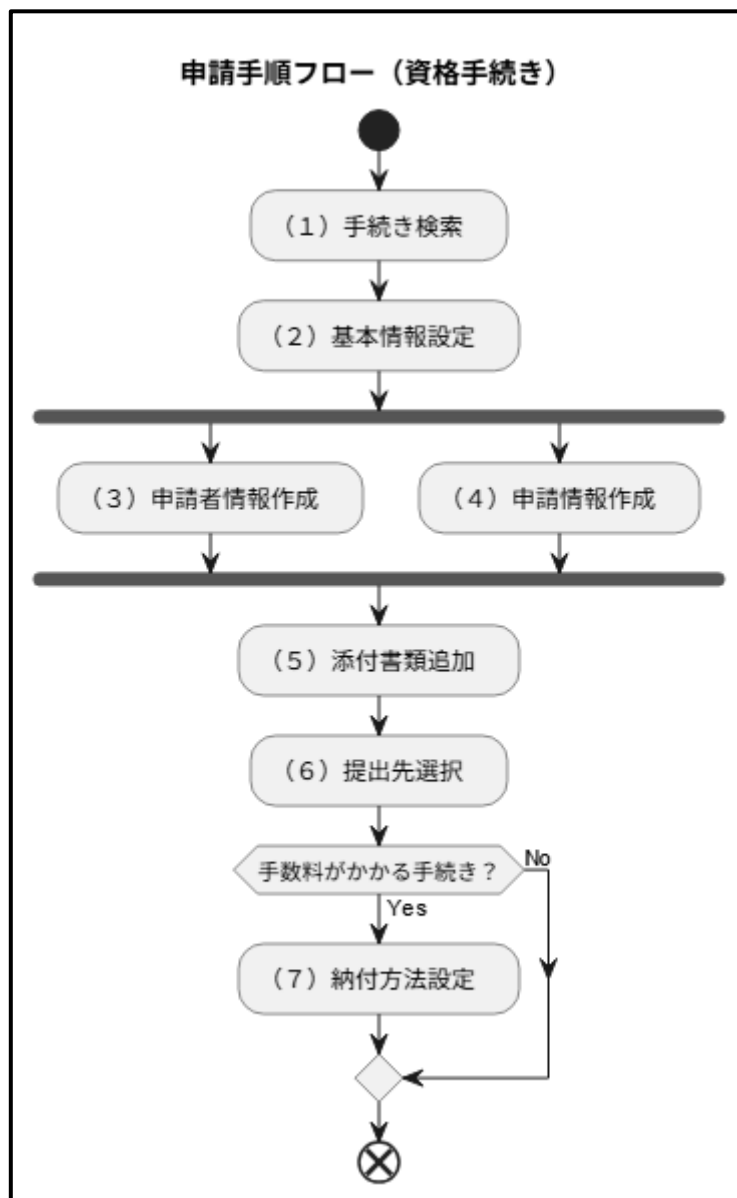 申請手順フロー（資格手続き）
（１）手続き検索
（２）基本情報設定
（３）申請者情報作成
（４）申請情報作成
（５）添付書類追加
（６）提出先選択
手数料がかかる手続き？
No
Yes
（７）納付方法設定